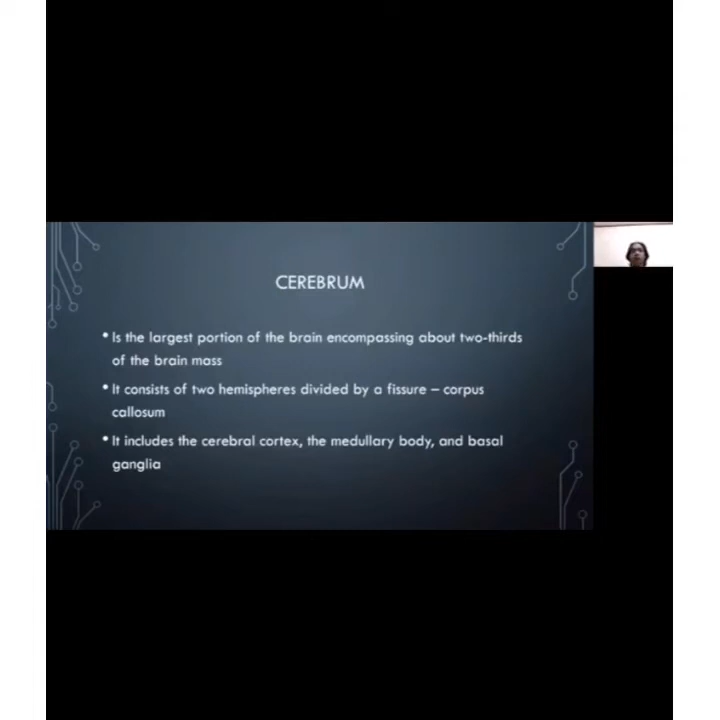 CEREBRUM
• Is the largest portion of the brain encompassing about two-thirds
of the brain mass
• It consists of two hemispheres divided by a fissure – corpus
callosum
• It includes the cerebral cortex, the medullary body, and basal
ganglia